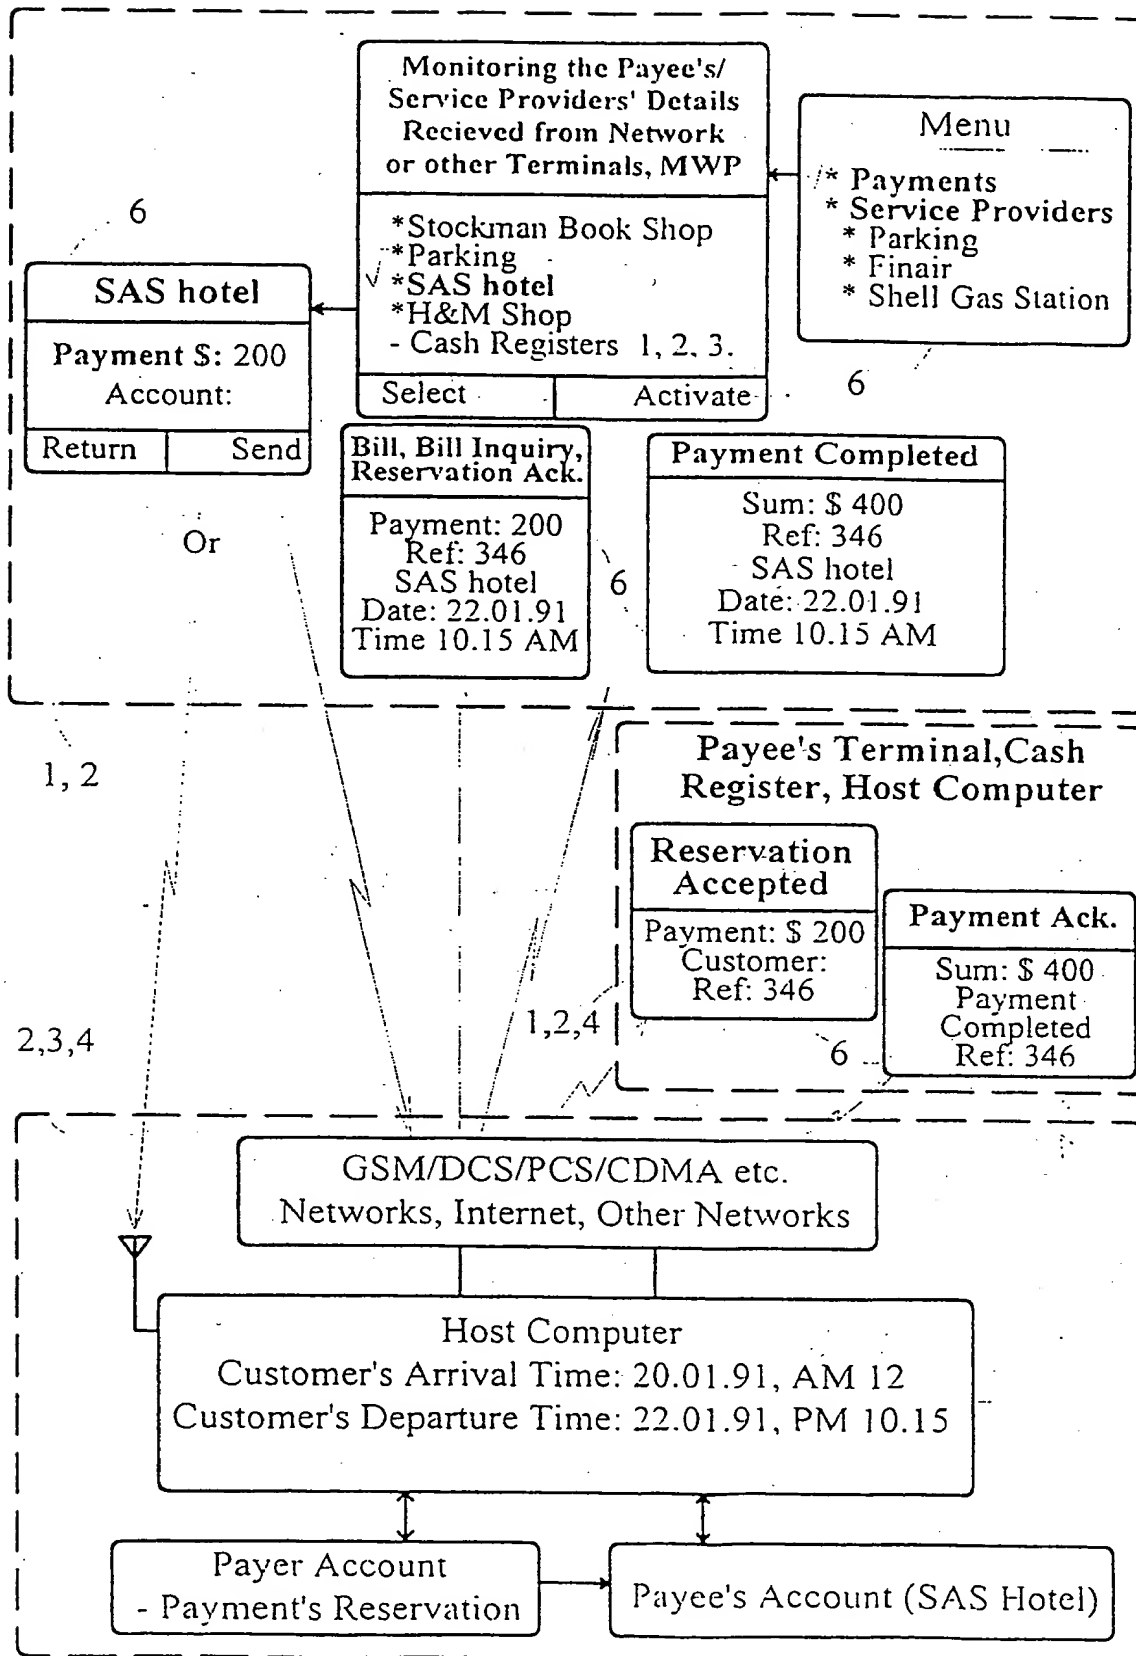 Monitoring the Payee's/
Service Providers' Details
Recieved from Network
or other Terminals, MWP
*Stockman Book Shop
*Parking
*SAS hotel
*H&M Shop
- Cash Registers 1, 2, 3.
Select
Activate
Menu
* Payments
* Service Providers
* Parking
* Finair
* Shell Gas Station
6
6
SAS hotel
Payment $: 200
Account:
Return
Send
Or
Bill, Bill Inquiry,
Reservation Ack.
Payment: 200
Ref: 346
SAS hotel
Date: 22.01.91
Time 10.15 AM
6
Payment Completed
Sum: $ 400
Ref: 346
SAS hotel
Date: 22.01.91
Time 10.15 AM
1, 2
Payee's Terminal,Cash
Register, Host Computer
Reservation
Accepted
Payment: $ 200
Customer:
Ref: 346
Payment Ack.
Sum: $ 400
Payment
Completed
Ref: 346
1,2,4
6
2,3,4
GSM/DCS/PCS/CDMA etc.
Networks, Internet, Other Networks
Host Computer
Customer's Arrival Time: 20.01.91, AM 12
Customer's Departure Time: 22.01.91, PM 10.15
Payer Account
- Payment's Reservation
Payee's Account (SAS Hotel)